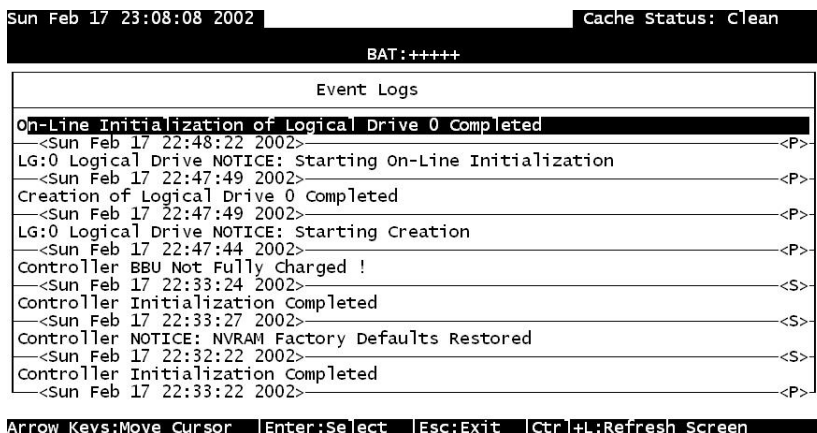 Sun Feb 17 23:08:08 2002 Cache Status: Clean
BAT:+++++
Event Logs
On-Line Initialization of Logical Drive 0 Completed
<Sun Feb 17 22:48:22 2002> <P>
LG:0 Logical Drive NOTICE: Starting On-Line Initialization
<Sun Feb 17 22:47:49 2002> <P>
Creation of Logical Drive 0 Completed
<Sun Feb 17 22:47:49 2002> <P>
LG:0 Logical Drive NOTICE: Starting Creation
<Sun Feb 17 22:47:44 2002> <P>
Controller BBU Not Fully Charged !
<Sun Feb 17 22:33:24 2002> <S>
Controller Initialization Completed
<Sun Feb 17 22:33:27 2002> <S>
Controller NOTICE: NVRAM Factory Defaults Restored
<Sun Feb 17 22:32:22 2002> <S>
Controller Initialization Completed
<Sun Feb 17 22:33:22 2002> <P>
Arrow Keys:Move Cursor |Enter:Select |Esc:Exit |Ctrl+L:Refresh Screen